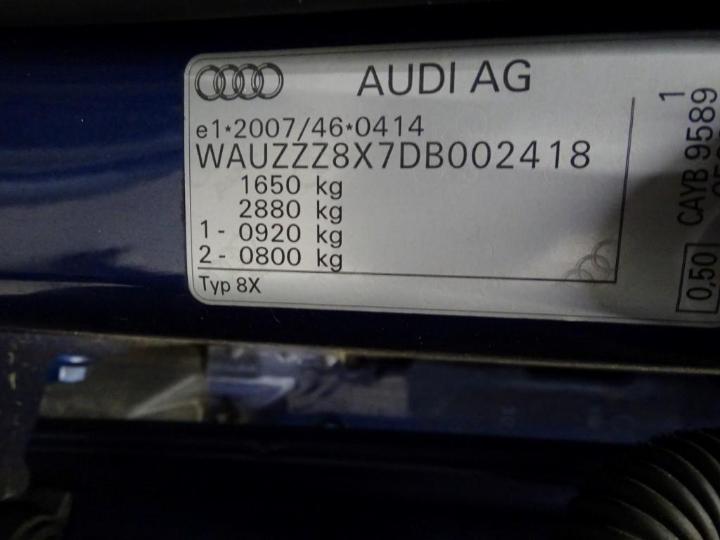 AUDI AG
e1*2007/46*0414
WAUZZZ8X7DB002418
1650 kg
2880 kg
1- 0920 kg
2- 0800 kg
Typ 8X
1
CAYB 9589
0,50